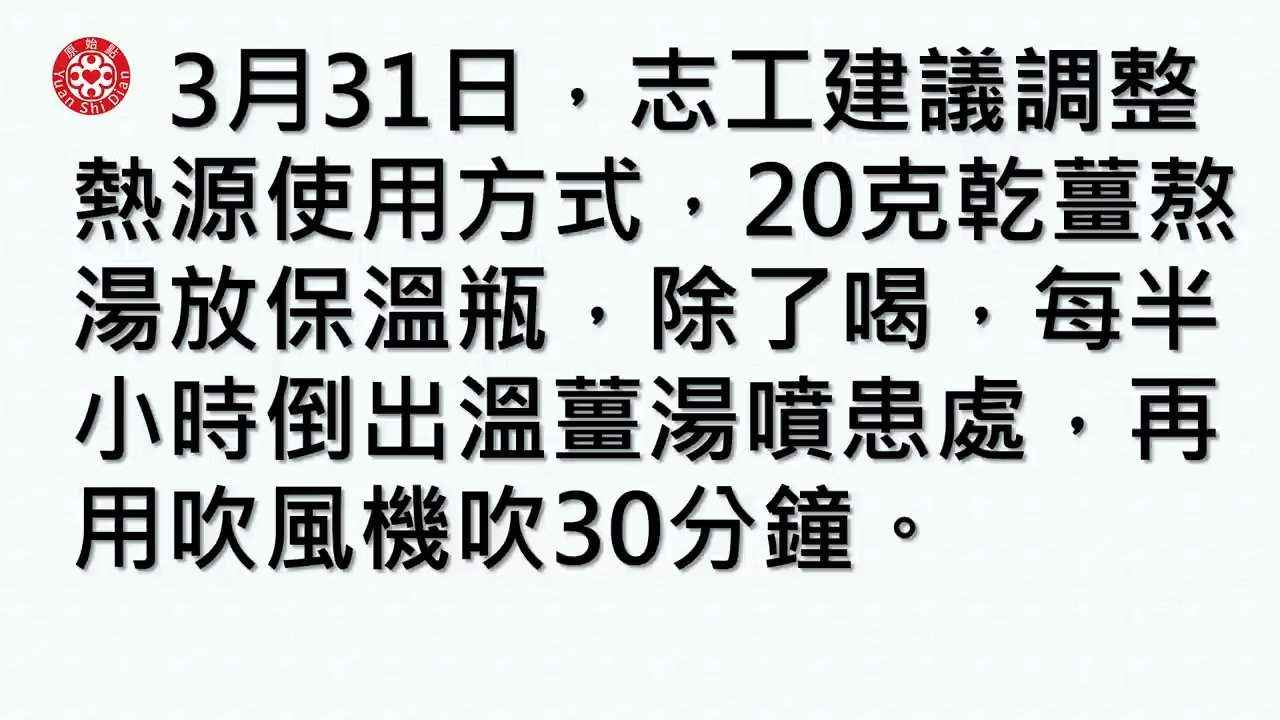 原始點
Yuan Shi Dian
3月31日，志工建議調整
熱源使用方式，20克乾薑熬
湯放保溫瓶，除了喝，每半
小時倒出溫薑湯噴患處，再
用吹風機吹30分鐘。